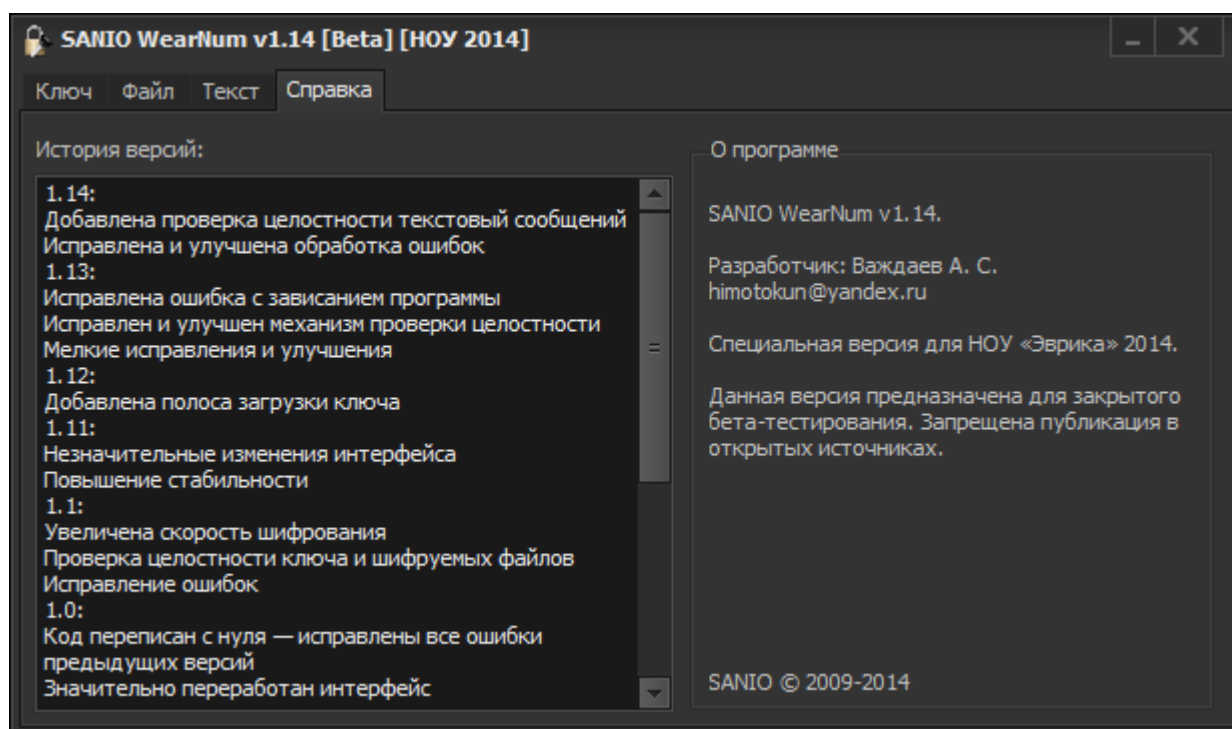 SANIO WearNum v1.14 [Beta] [НОУ 2014]
Ключ Файл Текст Справка
История версий:
1.14:
Добавлена проверка целостности текстовый сообщений
Исправлена и улучшена обработка ошибок
1.13:
Исправлена ошибка с зависанием программы
Исправлен и улучшен механизм проверки целостности
Мелкие исправления и улучшения
1.12:
Добавлена полоса загрузки ключа
1.11:
Незначительные изменения интерфейса
Повышение стабильности
1.1:
Увеличена скорость шифрования
Проверка целостности ключа и шифруемых файлов
Исправление ошибок
1.0:
Код переписан с нуля — исправлены все ошибки
предыдущих версий
Значительно переработан интерфейс
О программе
SANIO WearNum v1.14.
Разработчик: Важдаев А. С.
himotokun@yandex.ru
Специальная версия для НОУ «Эврика» 2014.
Данная версия предназначена для закрытого
бета-тестирования. Запрещена публикация в
открытых источниках.
SANIO © 2009-2014